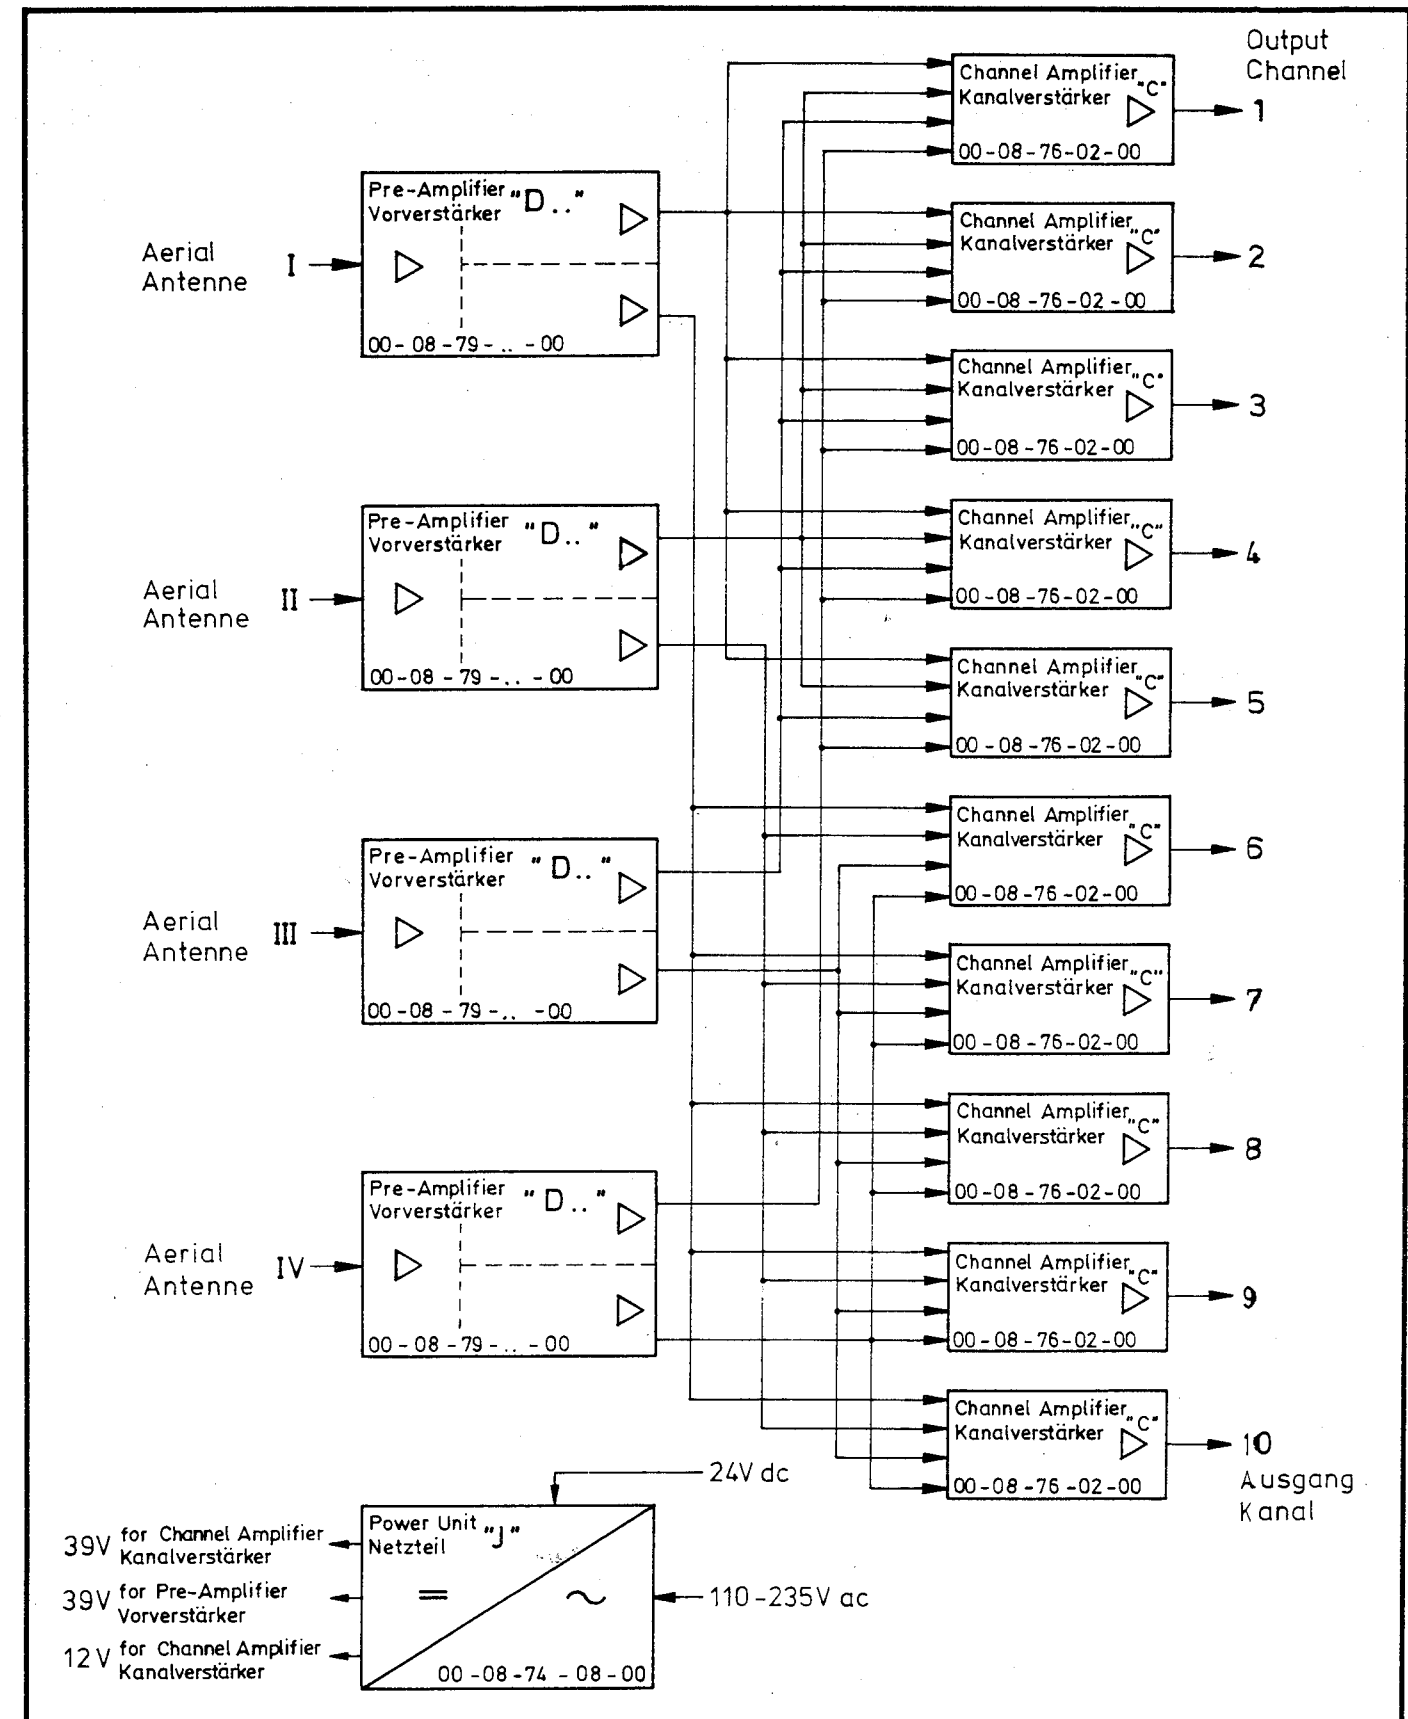 Output
Channel
Channel Amplifier
Kanalverstärker "C"
00-08-76-02-00
1
Channel Amplifier
Kanalverstärker "C"
00-08-76-02-00
2
Channel Amplifier
Kanalverstärker "C"
00-08-76-02-00
3
Channel Amplifier
Kanalverstärker "C"
00-08-76-02-00
4
Channel Amplifier
Kanalverstärker "C"
00-08-76-02-00
5
Channel Amplifier
Kanalverstärker "C"
00-08-76-02-00
6
Channel Amplifier
Kanalverstärker "C"
00-08-76-02-00
7
Channel Amplifier
Kanalverstärker "C"
00-08-76-02-00
8
Channel Amplifier
Kanalverstärker "C"
00-08-76-02-00
9
Channel Amplifier
Kanalverstärker "C"
00-08-76-02-00
10
Ausgang
Kanal
Aerial
Antenne I
Pre-Amplifier "D.."
Vorverstärker
00-08-79-..-00
Aerial
Antenne II
Pre-Amplifier "D.."
Vorverstärker
00-08-79-..-00
Aerial
Antenne III
Pre-Amplifier "D.."
Vorverstärker
00-08-79-..-00
Aerial
Antenne IV
Pre-Amplifier "D.."
Vorverstärker
00-08-79-..-00
24V dc
Power Unit "J"
Netzteil
= ~
00-08-74-08-00
110-235V ac
39V for Channel Amplifier
Kanalverstärker
39V for Pre-Amplifier
Vorverstärker
12V for Channel Amplifier
Kanalverstärker